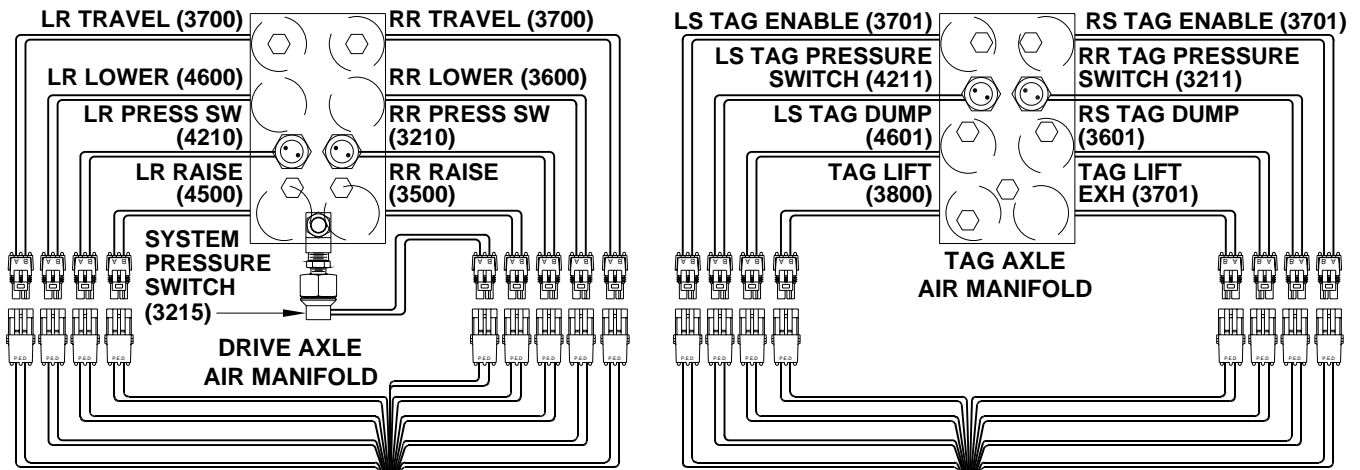 LR TRAVEL (3700)
RR TRAVEL (3700)
LR LOWER (4600)
RR LOWER (3600)
LR PRESS SW
(4210)
RR PRESS SW
(3210)
LR RAISE
(4500)
RR RAISE
(3500)
SYSTEM
PRESSURE
SWITCH
(3215)
DRIVE AXLE
AIR MANIFOLD
A B
A B
A B
A B
A B
A B
A B
A B
A B
P.E.D
P.E.D
P.E.D
P.E.D
P.E.D
P.E.D
P.E.D
P.E.D
P.E.D
LS TAG ENABLE (3701)
RS TAG ENABLE (3701)
LS TAG PRESSURE
SWITCH (4211)
RR TAG PRESSURE
SWITCH (3211)
LS TAG DUMP
(4601)
RS TAG DUMP
(3601)
TAG LIFT
(3800)
TAG LIFT
EXH (3701)
TAG AXLE
AIR MANIFOLD
A B
A B
A B
A B
A B
A B
A B
A B
P.E.D
P.E.D
P.E.D
P.E.D
P.E.D
P.E.D
P.E.D
P.E.D